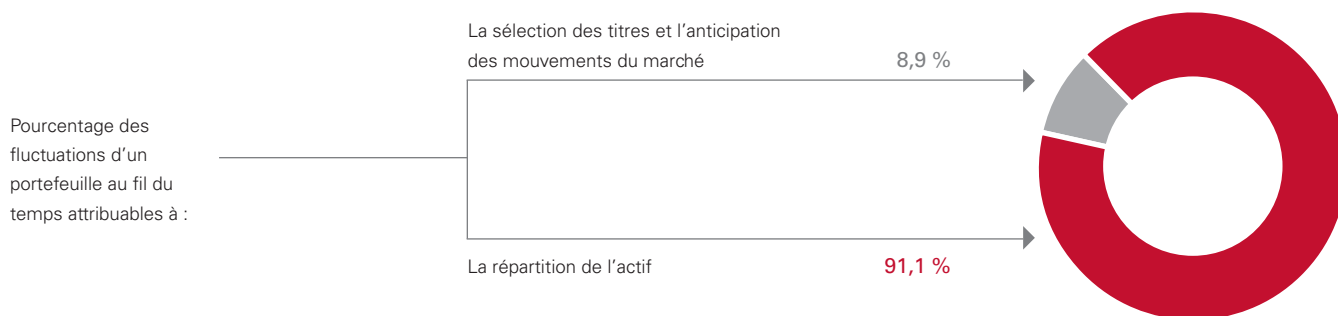 Pourcentage des
fluctuations d’un
portefeuille au fil du
temps attribuables à :
La sélection des titres et l’anticipation
des mouvements du marché 8,9 %
La répartition de l’actif 91,1 %